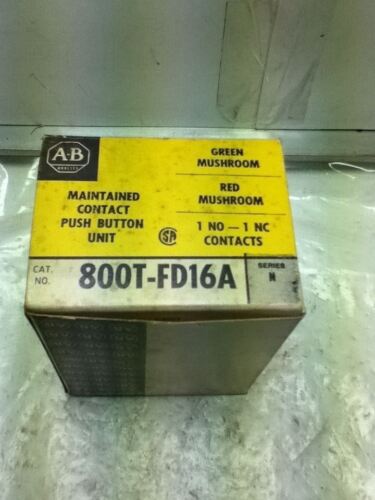 A-B
QUALITY
MAINTAINED
CONTACT
PUSH BUTTON
UNIT
SA
GREEN
MUSHROOM
RED
MUSHROOM
1 NO — 1 NC
CONTACTS
CAT.
NO.
800T-FD16A
SERIES
N